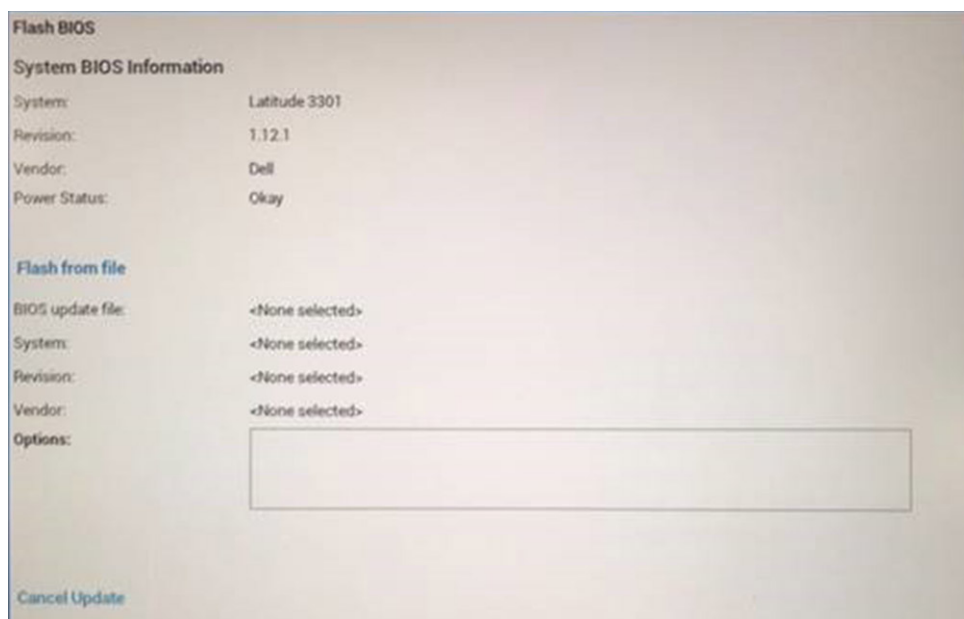 Flash BIOS
System BIOS Information
System: Latitude 3301
Revision: 1.12.1
Vendor: Dell
Power Status: Okay
Flash from file
BIOS update file: <None selected>
System: <None selected>
Revision: <None selected>
Vendor: <None selected>
Options:
Cancel Update